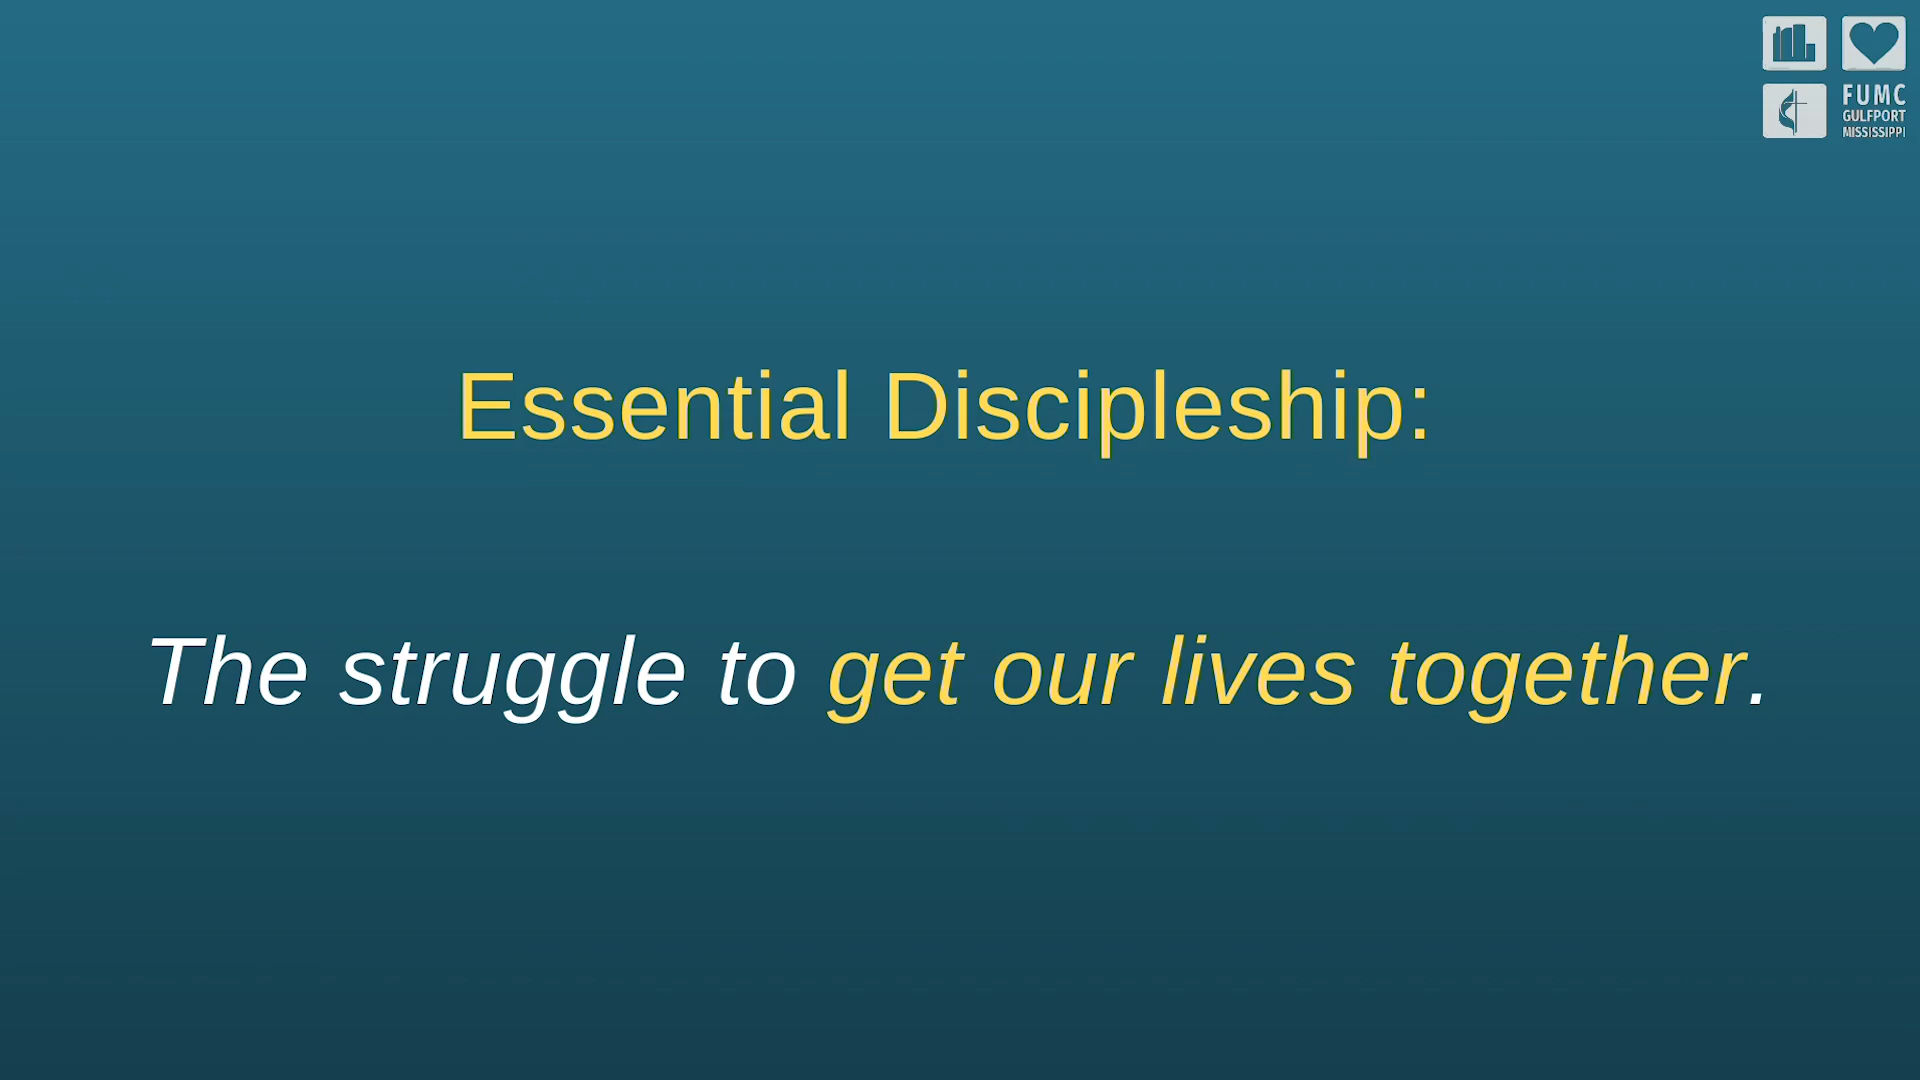 FUMC
GULFPORT
MISSISSIPPI
Essential Discipleship:
The struggle to get our lives together.